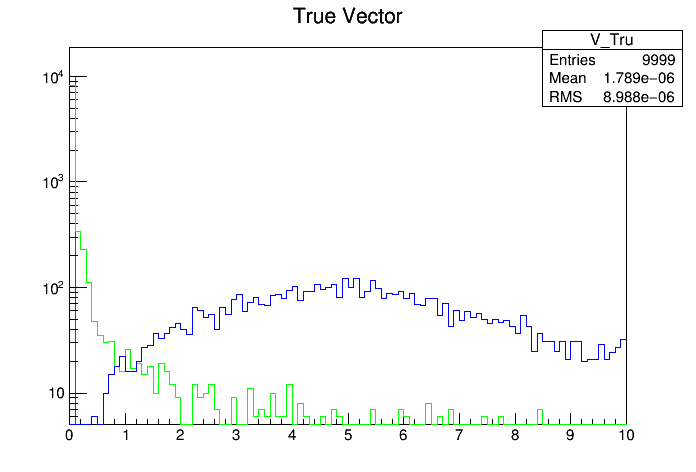 True Vector
V_Tru
Entries 9999
Mean 1.789e−06
RMS 8.988e−06
10^4
10^3
10^2
10
0 1 2 3 4 5 6 7 8 9 10